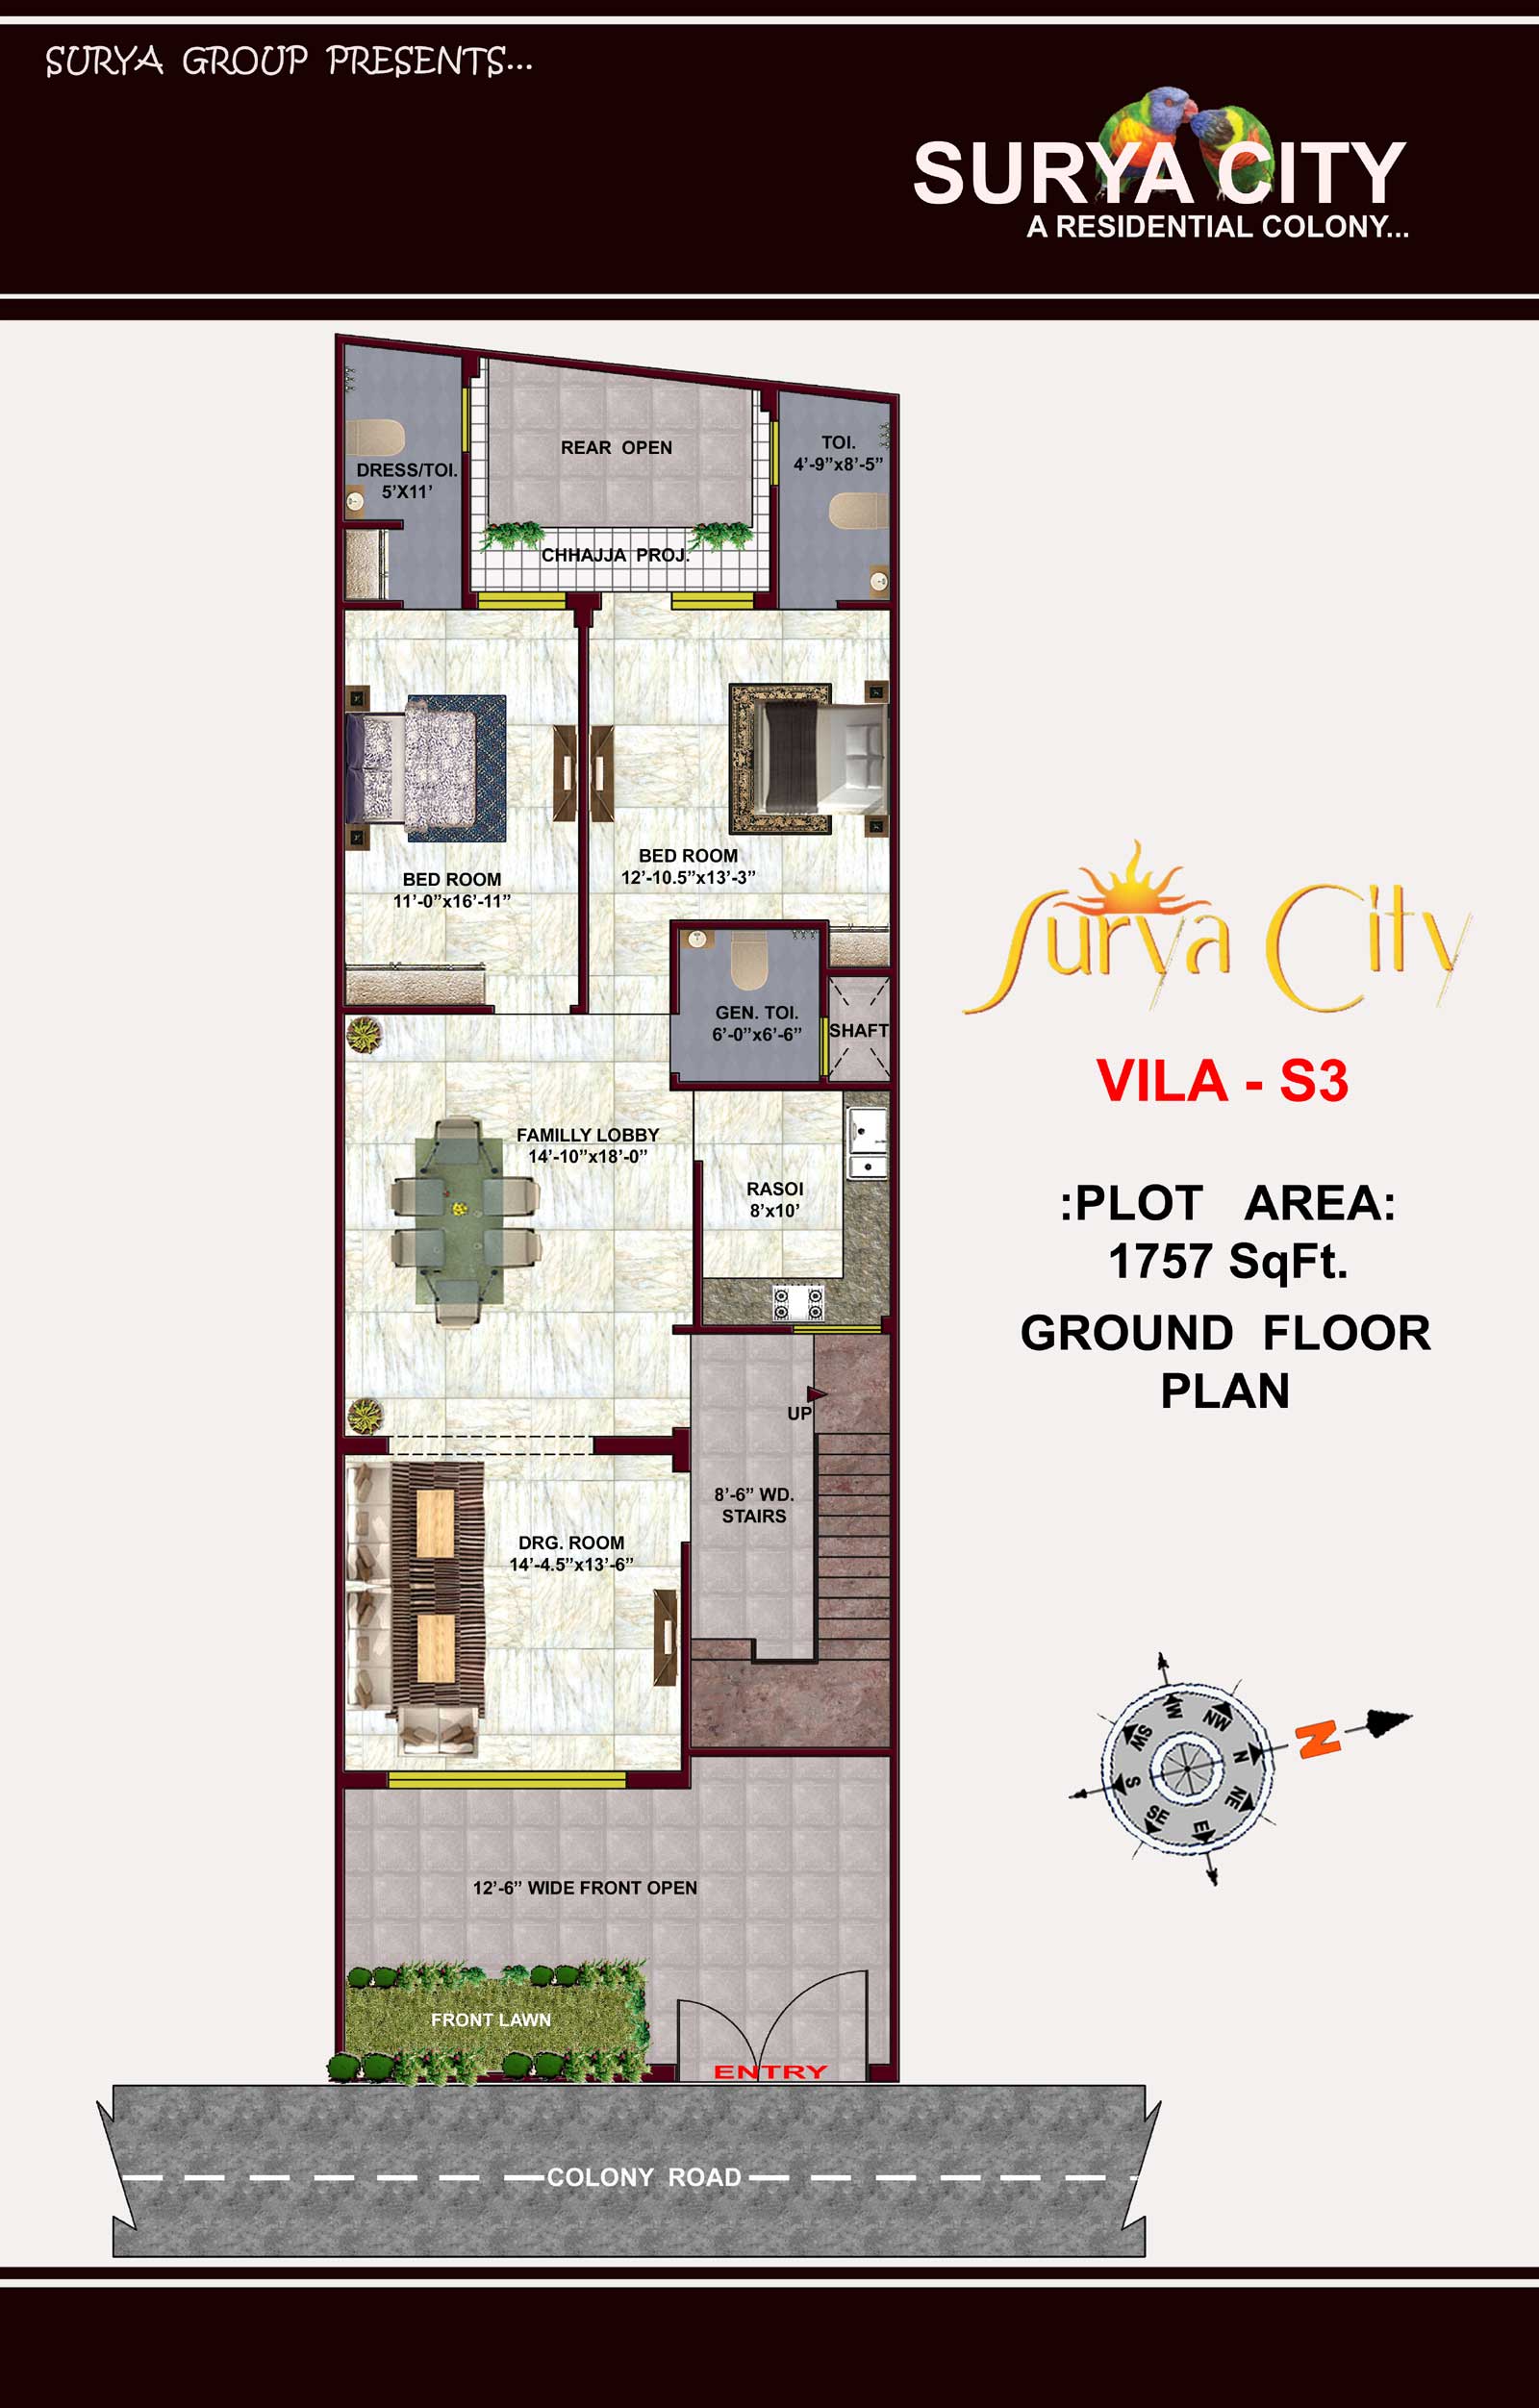 SURYA GROUP PRESENTS...
SURYA CITY
A RESIDENTIAL COLONY...
REAR OPEN
TOI.
4’-9”x8’-5”
DRESS/TOI.
5’X11’
CHHAJJA PROJ.
BED ROOM
12’-10.5”x13’-3”
BED ROOM
11’-0”x16’-11”
GEN. TOI.
6’-0”x6’-6”
SHAFT
Surya City
VILA - S3
FAMILLY LOBBY
14’-10”x18’-0”
RASOI
8’x10’
:PLOT AREA:
1757 SqFt.
GROUND FLOOR
PLAN
UP
8’-6” WD.
STAIRS
DRG. ROOM
14’-4.5”x13’-6”
W
NW
SW
N
N
S
NE
SE
E
12’-6” WIDE FRONT OPEN
FRONT LAWN
ENTRY
COLONY ROAD